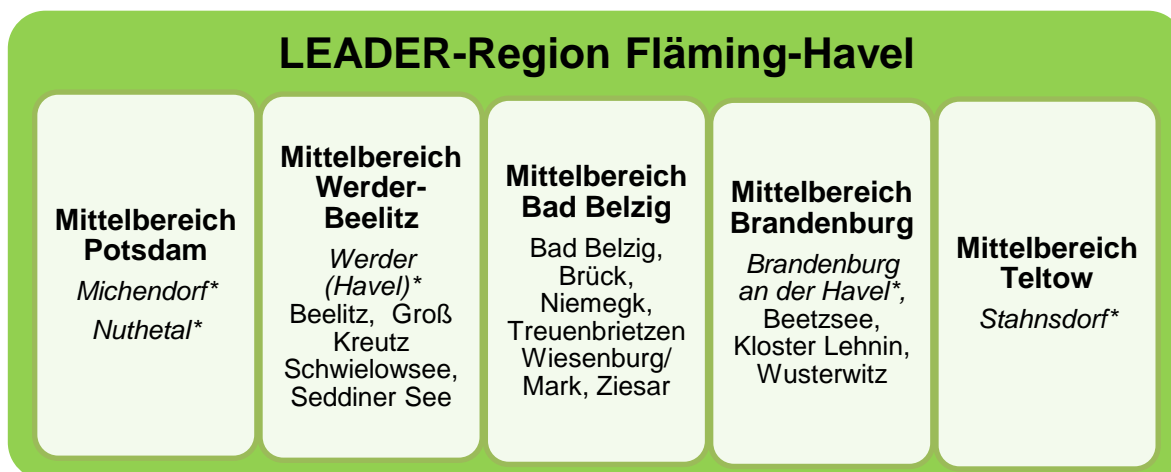 LEADER-Region Fläming-Havel
Mittelbereich
Potsdam
Michendorf*
Nuthetal*
Mittelbereich
Werder-
Beelitz
Werder
(Havel)*
Beelitz, Groß
Kreutz
Schwielowsee,
Seddiner See
Mittelbereich
Bad Belzig
Bad Belzig,
Brück,
Niemegk,
Treuenbrietzen
Wiesenburg/
Mark, Ziesar
Mittelbereich
Brandenburg
Brandenburg
an der Havel*,
Beetzsee,
Kloster Lehnin,
Wusterwitz
Mittelbereich
Teltow
Stahnsdorf*